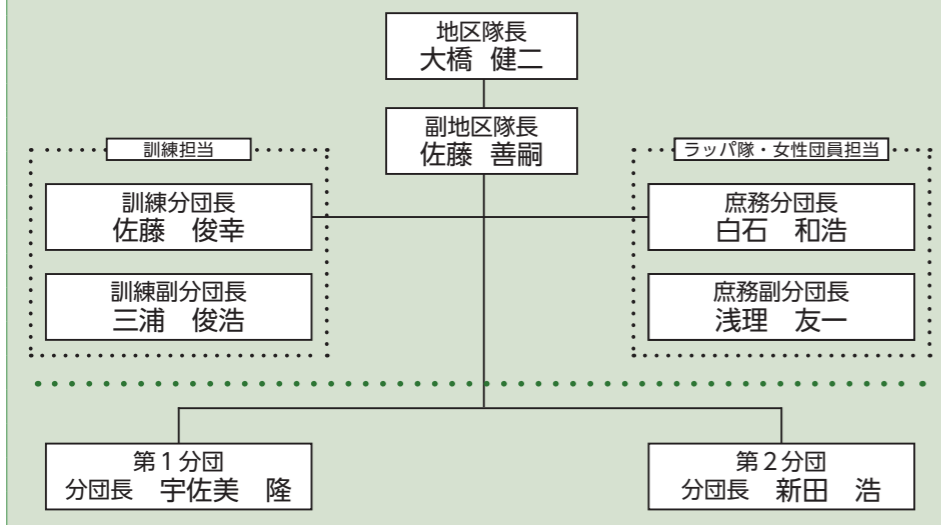 地区隊長
大橋 健二
副地区隊長
佐藤 善嗣
訓練担当
訓練分団長
佐藤 俊幸
訓練副分団長
三浦 俊浩
ラッパ隊・女性団員担当
庶務分団長
白石 和浩
庶務副分団長
浅理 友一
第1分団
分団長 宇佐美 隆
第2分団
分団長 新田 浩